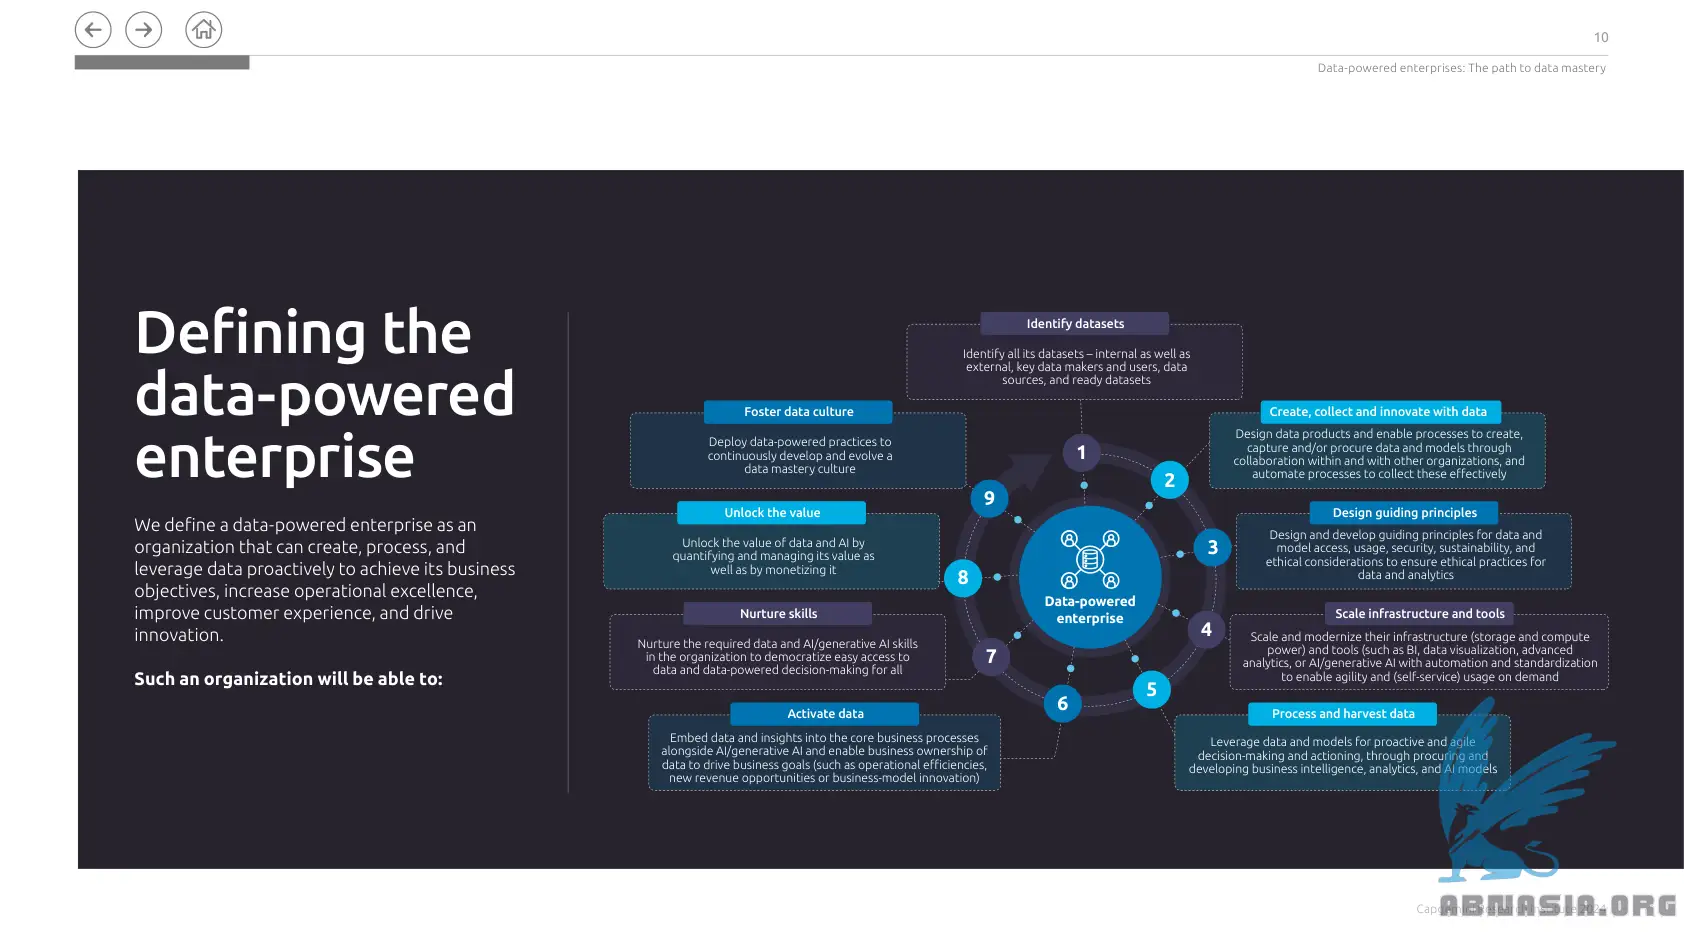 10
Data-powered enterprises: The path to data mastery
Defining the
data-powered
enterprise
We define a data-powered enterprise as an
organization that can create, process, and
leverage data proactively to achieve its business
objectives, increase operational excellence,
improve customer experience, and drive
innovation.
Such an organization will be able to:
Identify datasets
Identify all its datasets – internal as well as
external, key data makers and users, data
sources, and ready datasets
1
Create, collect and innovate with data
Design data products and enable processes to create,
capture and/or procure data and models through
collaboration within and with other organizations, and
automate processes to collect these effectively
2
Design guiding principles
Design and develop guiding principles for data and
model access, usage, security, sustainability, and
ethical considerations to ensure ethical practices for
data and analytics
3
Scale infrastructure and tools
Scale and modernize their infrastructure (storage and compute
power) and tools (such as BI, data visualization, advanced
analytics, or AI/generative AI with automation and standardization
to enable agility and (self-service) usage on demand
4
Process and harvest data
Leverage data and models for proactive and agile
decision-making and actioning, through procuring and
developing business intelligence, analytics, and AI models
5
Activate data
Embed data and insights into the core business processes
alongside AI/generative AI and enable business ownership of
data to drive business goals (such as operational efficiencies,
new revenue opportunities or business-model innovation)
6
Nurture skills
Nurture the required data and AI/generative AI skills
in the organization to democratize easy access to
data and data-powered decision-making for all
7
Unlock the value
Unlock the value of data and AI by
quantifying and managing its value as
well as by monetizing it
8
Foster data culture
Deploy data-powered practices to
continuously develop and evolve a
data mastery culture
9
Data-powered
enterprise
ABNASIA.ORG